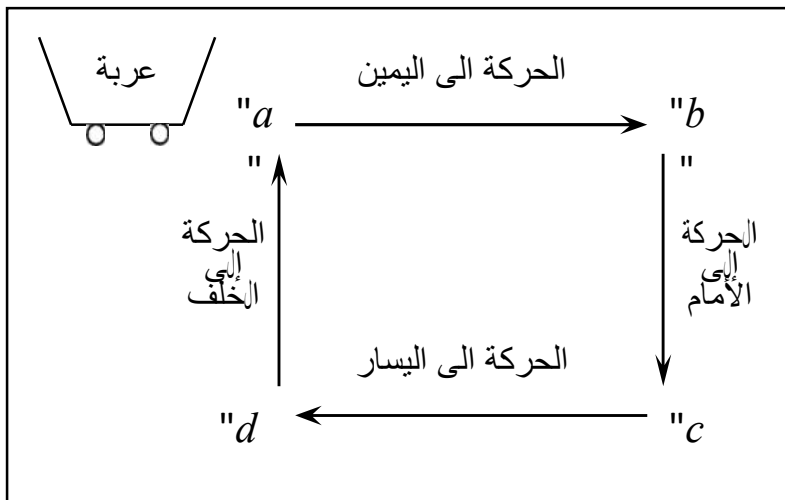 عربة
الحركة الى اليمين
"a
"
"b
"
الحركة
إلى
الخلف
الحركة
إلى
الأمام
الحركة الى اليسار
"d
"c